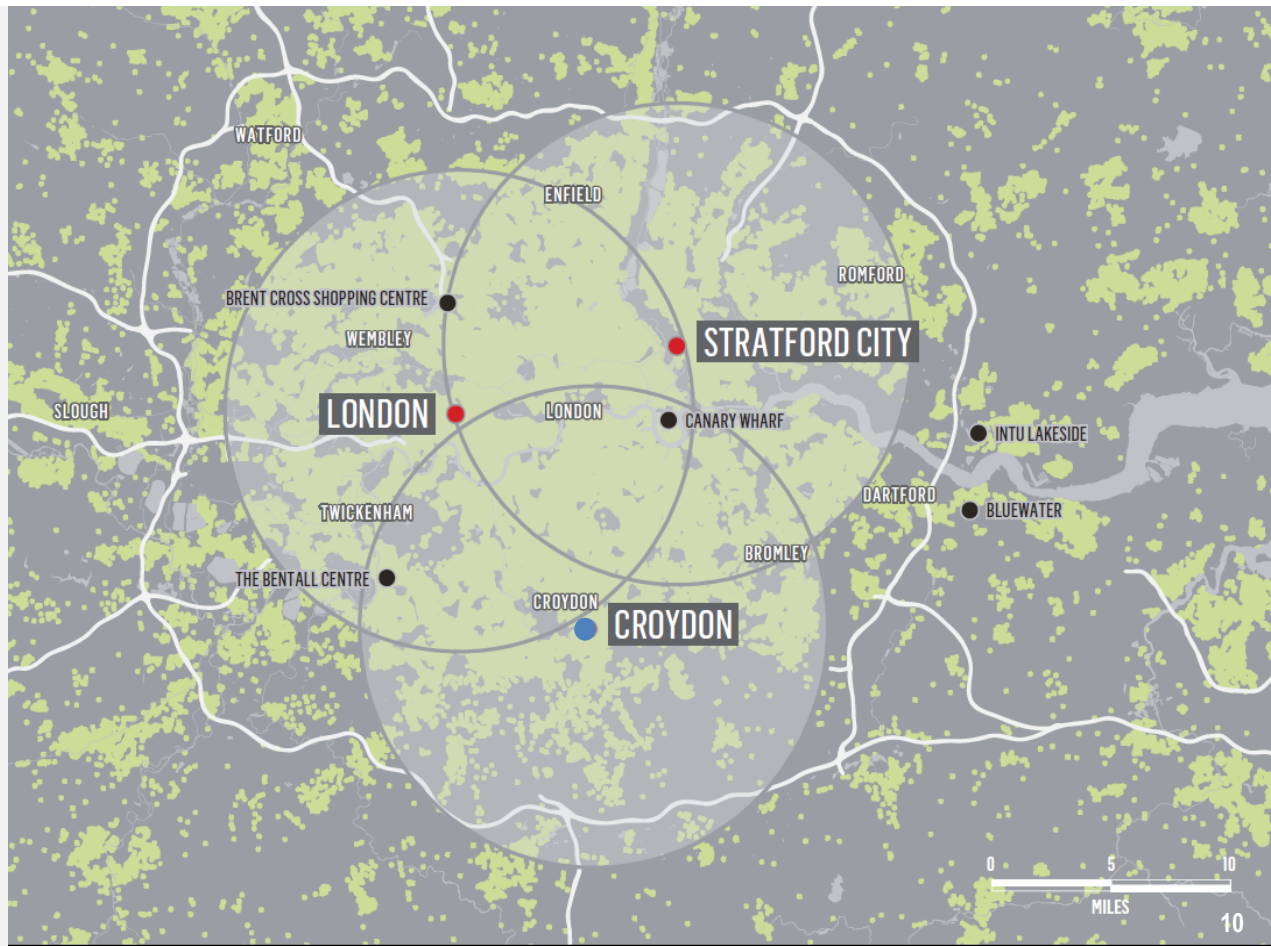 WATFORD
ENFIELD
ROMFORD
BRENT CROSS SHOPPING CENTRE
WEMBLEY
STRATFORD CITY
SLOUGH
LONDON
LONDON
CANARY WHARF
INTU LAKESIDE
DARTFORD
TWICKENHAM
BLUEWATER
BROMLEY
THE BENTALL CENTRE
CROYDON
CROYDON
0 5 10
MILES
10